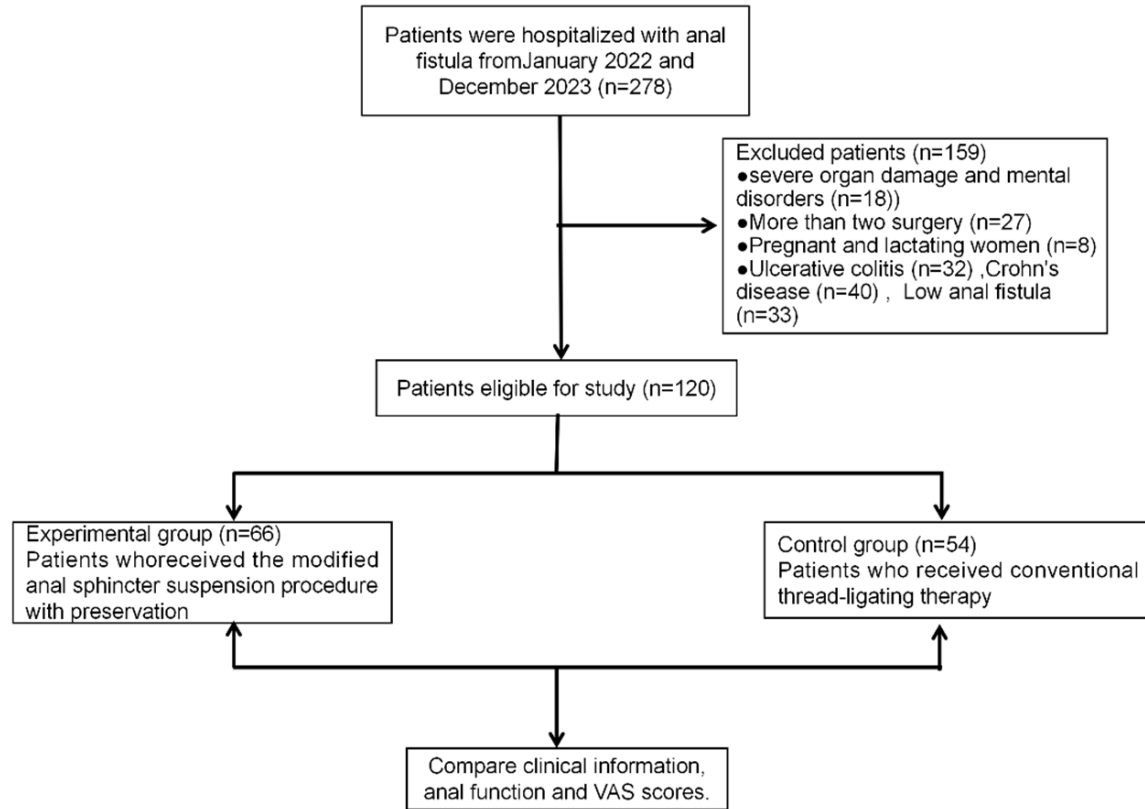 Patients were hospitalized with anal
fistula fromJanuary 2022 and
December 2023 (n=278)
Excluded patients (n=159)
●severe organ damage and mental
disorders (n=18))
●More than two surgery (n=27)
●Pregnant and lactating women (n=8)
●Ulcerative colitis (n=32) ,Crohn's
disease (n=40) , Low anal fistula
(n=33)
Patients eligible for study (n=120)
Experimental group (n=66)
Patients whoreceived the modified
anal sphincter suspension procedure
with preservation
Control group (n=54)
Patients who received conventional
thread-ligating therapy
Compare clinical information,
anal function and VAS scores.